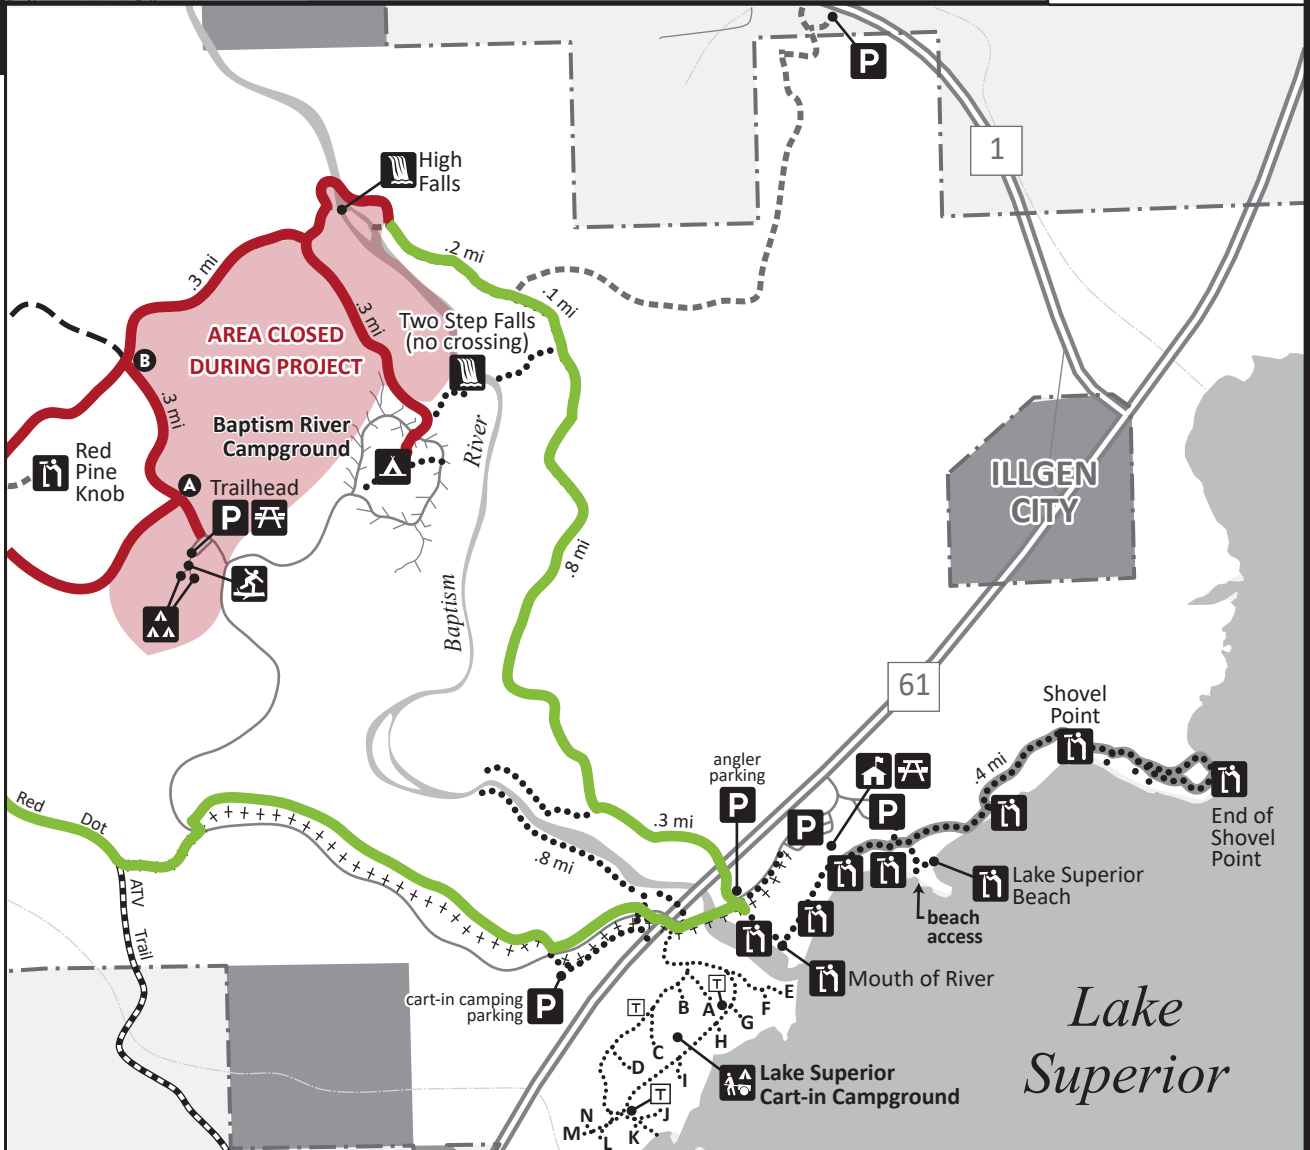 P
1
High
Falls
.2 mi
.3 mi
.1 mi
.3 mi
Two Step Falls
(no crossing)
AREA CLOSED
DURING PROJECT
B
.3 mi
Baptism River
Campground
River
Red
Pine
Knob
A
Trailhead
P
ILLGEN
CITY
.8 mi
Baptism
61
Shovel
Point
angler
parking
P
.4 mi
P
P
End of
Shovel
Point
Red
Dot
.3 mi
.8 mi
Lake Superior
Beach
beach
access
ATV
Trail
Mouth of River
cart-in camping
parking
P
T
T
B
A
E
F
G
H
C
D
I
Lake Superior
Cart-in Campground
T
J
N
M
L
K
Lake
Superior